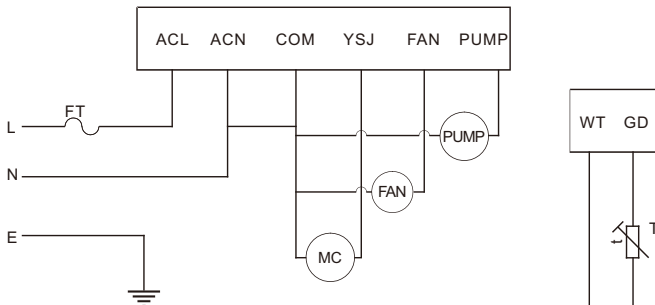 ACL ACN COM YSJ FAN PUMP
FT
L
PUMP
WT GD
N
FAN
E
MC
t
T